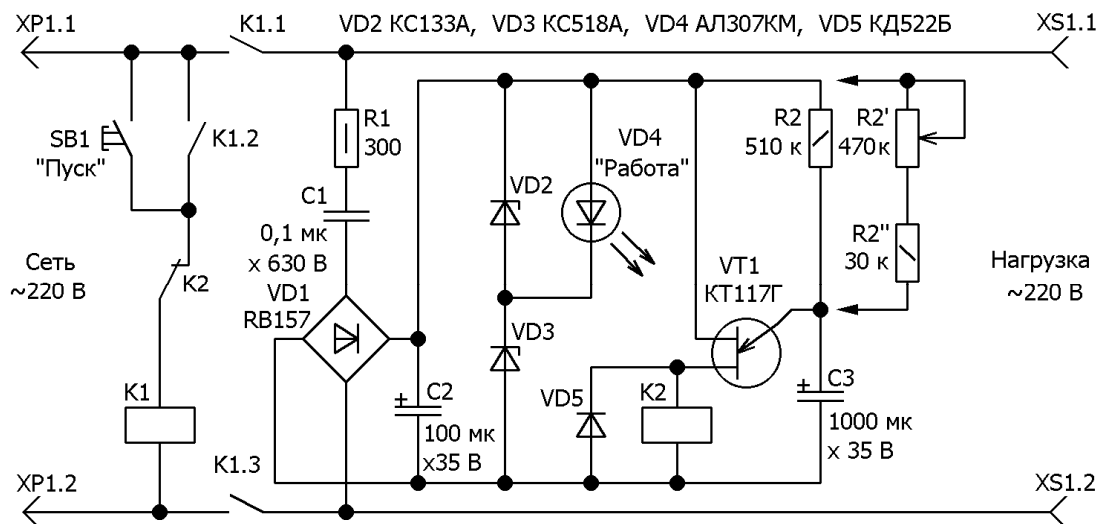 XP1.1
K1.1
VD2 КС133А, VD3 КС518А, VD4 АЛ307КМ, VD5 КД522Б
XS1.1
SB1
"Пуск"
K1.2
R1
300
VD4
"Работа"
R2
510 к
R2'
470к
C1
0,1 мк
х 630 В
VD2
R2"
30 к
Сеть
~220 В
K2
VD1
RB157
VT1
КТ117Г
Нагрузка
~220 В
VD3
K1
C2
100 мк
х35 В
VD5
K2
C3
1000 мк
х 35 В
XP1.2
K1.3
XS1.2